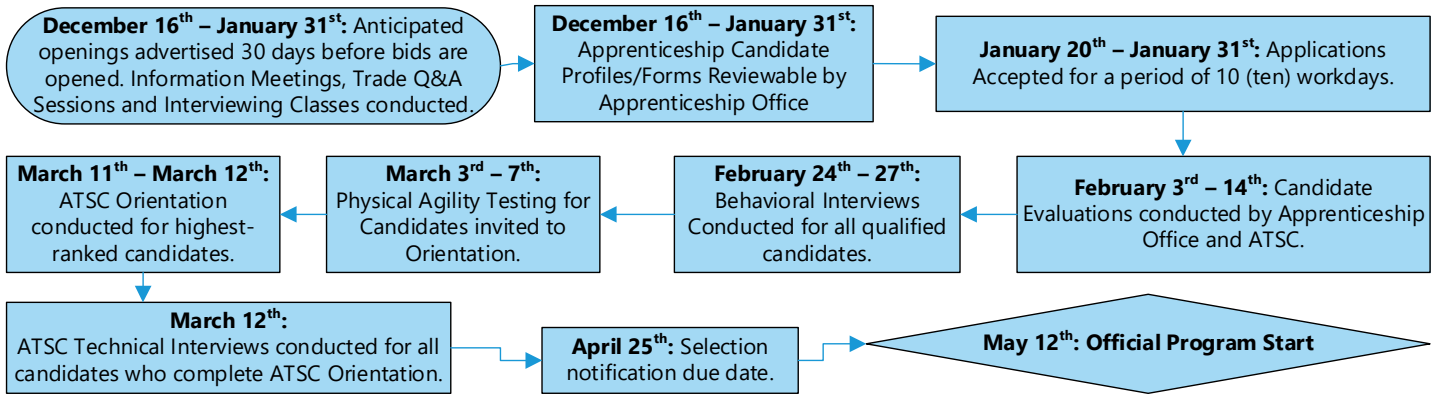 December 16th – January 31st: Anticipated
openings advertised 30 days before bids are
opened. Information Meetings, Trade Q&A
Sessions and Interviewing Classes conducted.
December 16th – January 31st:
Apprenticeship Candidate
Profiles/Forms Reviewable by
Apprenticeship Office
January 20th – January 31st: Applications
Accepted for a period of 10 (ten) workdays.
February 3rd – 14th: Candidate
Evaluations conducted by Apprenticeship
Office and ATSC.
February 24th – 27th:
Behavioral Interviews
Conducted for all qualified
candidates.
March 3rd – 7th:
Physical Agility Testing for
Candidates invited to
Orientation.
March 11th – March 12th:
ATSC Orientation
conducted for highest-
ranked candidates.
March 12th:
ATSC Technical Interviews conducted for all
candidates who complete ATSC Orientation.
April 25th: Selection
notification due date.
May 12th: Official Program Start